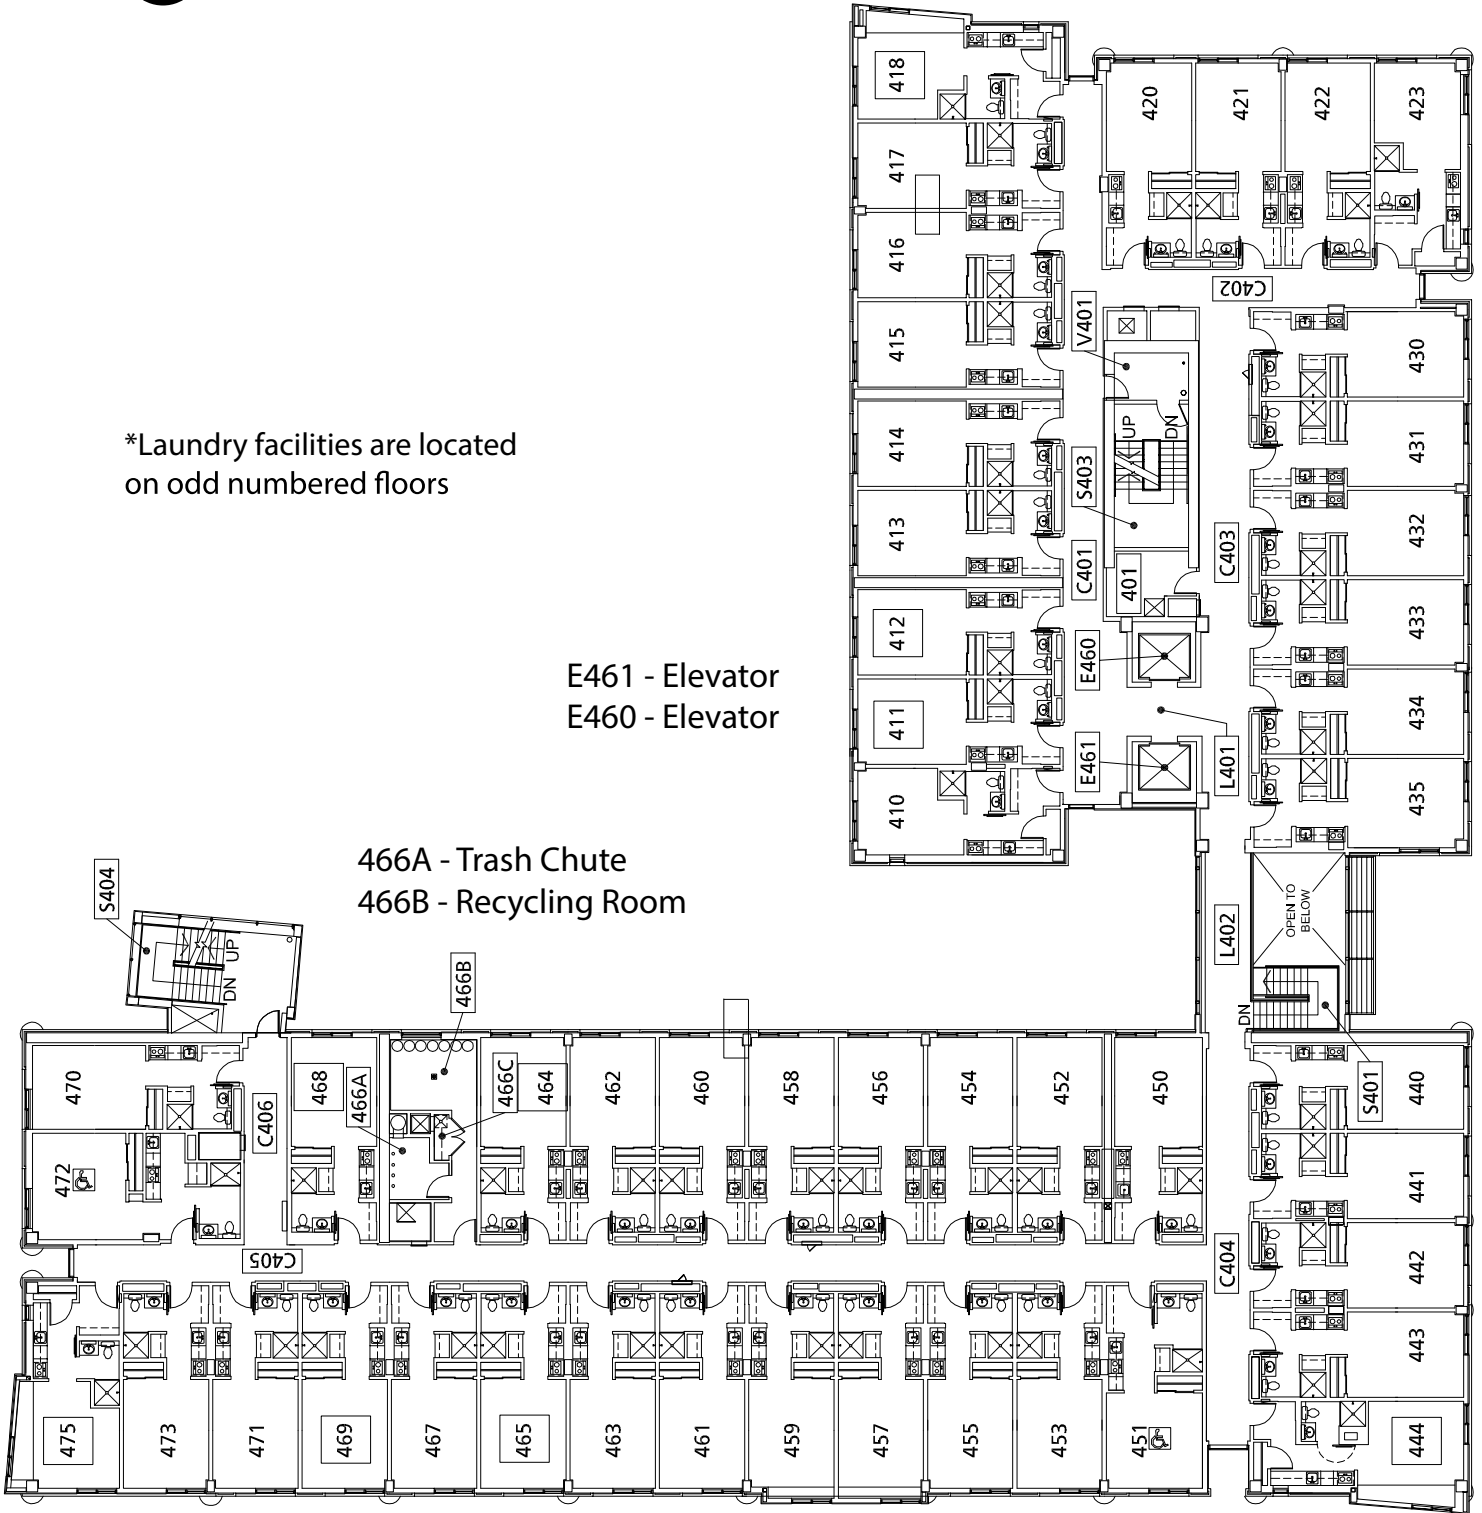 418
417
416
415
414
413
412
411
410
420
421
422
423
C402
V401
UP
DN
S403
C401
401
C403
E460
E461
L401
430
431
432
433
434
435
*Laundry facilities are located
on odd numbered floors
E461 - Elevator
E460 - Elevator
466A - Trash Chute
466B - Recycling Room
S404
UP
DN
L402
OPEN TO
BELOW
DN
S401
466B
470
C406
468
466A
466C
464
462
460
458
456
454
452
450
440
441
442
443
444
472
C405
C404
475
473
471
469
467
465
463
461
459
457
455
453
451